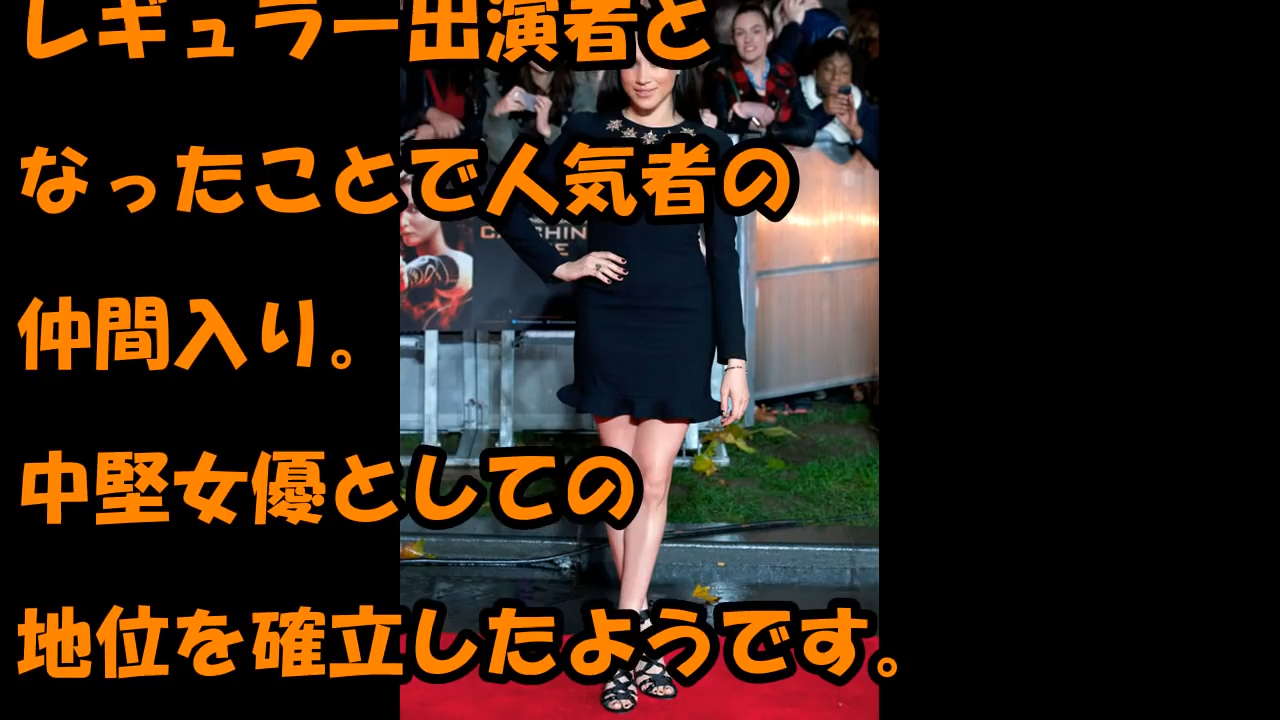 レギュラー出演者と
なったことで人気者の
仲間入り。
中堅女優としての
地位を確立したようです。